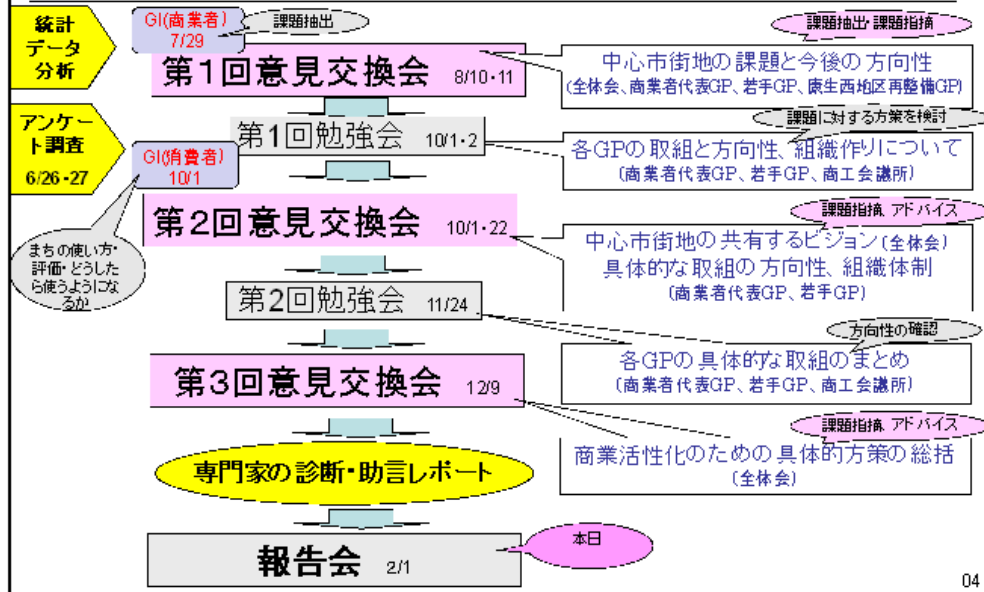 統計
データ
分析
GI(商業者)
7/29
課題抽出
課題抽出・課題指摘
第1回意見交換会 8/10・11
中心市街地の課題と今後の方向性
(全体会、商業者代表GP、若手GP、康生西地区再整備GP)
アンケー
ト調査
6/26・27
第1回勉強会 10/1・2
課題に対する方策を検討
GI(消費者)
10/1
各GPの取組と方向性、組織作りについて
(商業者代表GP、若手GP、商工会議所)
第2回意見交換会 10/1・22
課題指摘、アドバイス
中心市街地の共有するビジョン(全体会)
具体的な取組の方向性、組織体制
(商業者代表GP、若手GP)
まちの使い方・
評価・どうした
ら使うようにな
るか
第2回勉強会 11/24
方向性の確認
各GPの具体的な取組のまとめ
(商業者代表GP、若手GP、商工会議所)
第3回意見交換会 12/9
課題指摘、アドバイス
商業活性化のための具体的方策の総括
(全体会)
専門家の診断・助言レポート
本日
報告会 2/1
04